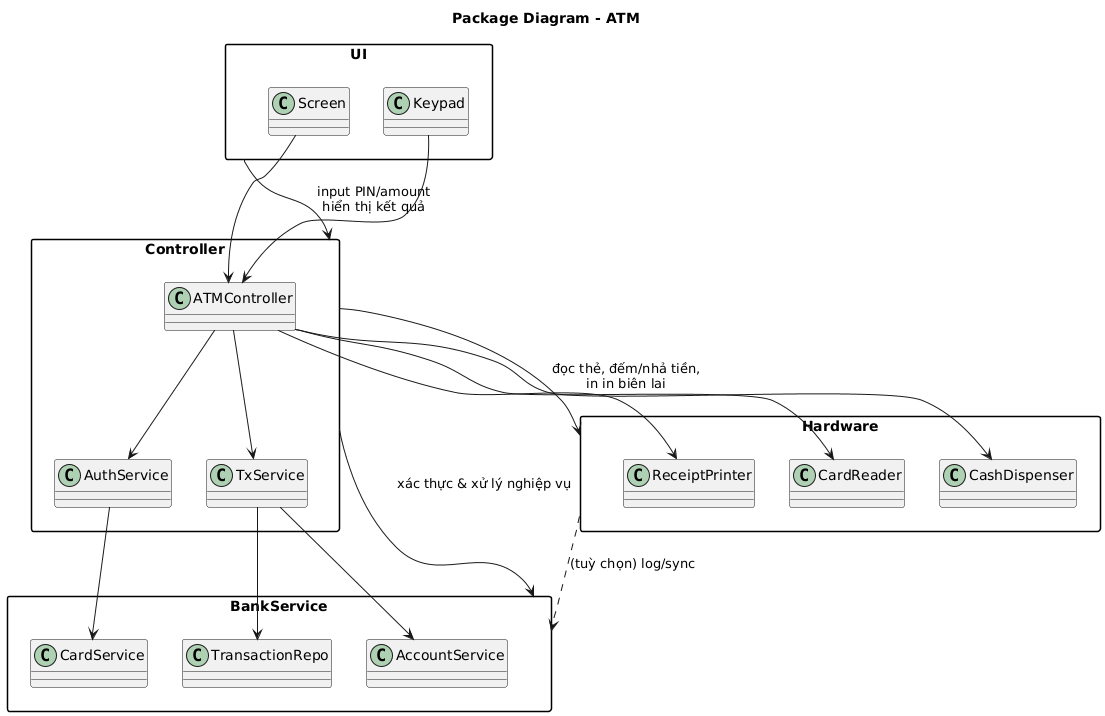 Package Diagram - ATM
UI
C Screen
C Keypad
input PIN/amount
hiển thị kết quả
Controller
C ATMController
đọc thẻ, đếm/nhả tiền,
in in biên lai
Hardware
C AuthService
C TxService
xác thực & xử lý nghiệp vụ
C ReceiptPrinter
C CardReader
C CashDispenser
(tuỳ chọn) log/sync
BankService
C CardService
C TransactionRepo
C AccountService